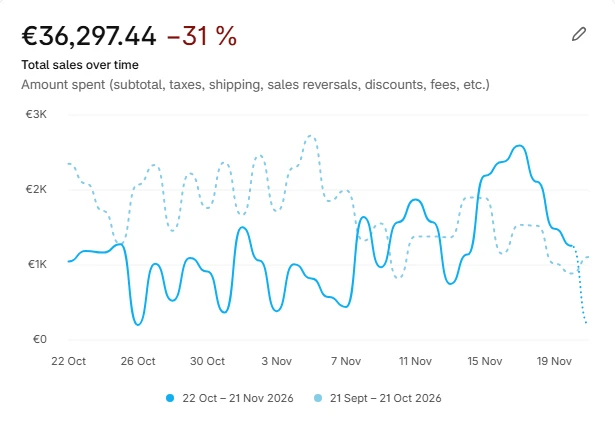 €36,297.44 −31 %
Total sales over time
Amount spent (subtotal, taxes, shipping, sales reversals, discounts, fees, etc.)
€3K
€2K
€1K
€0
22 Oct 26 Oct 30 Oct 3 Nov 7 Nov 11 Nov 15 Nov 19 Nov
22 Oct – 21 Nov 2026 21 Sept – 21 Oct 2026